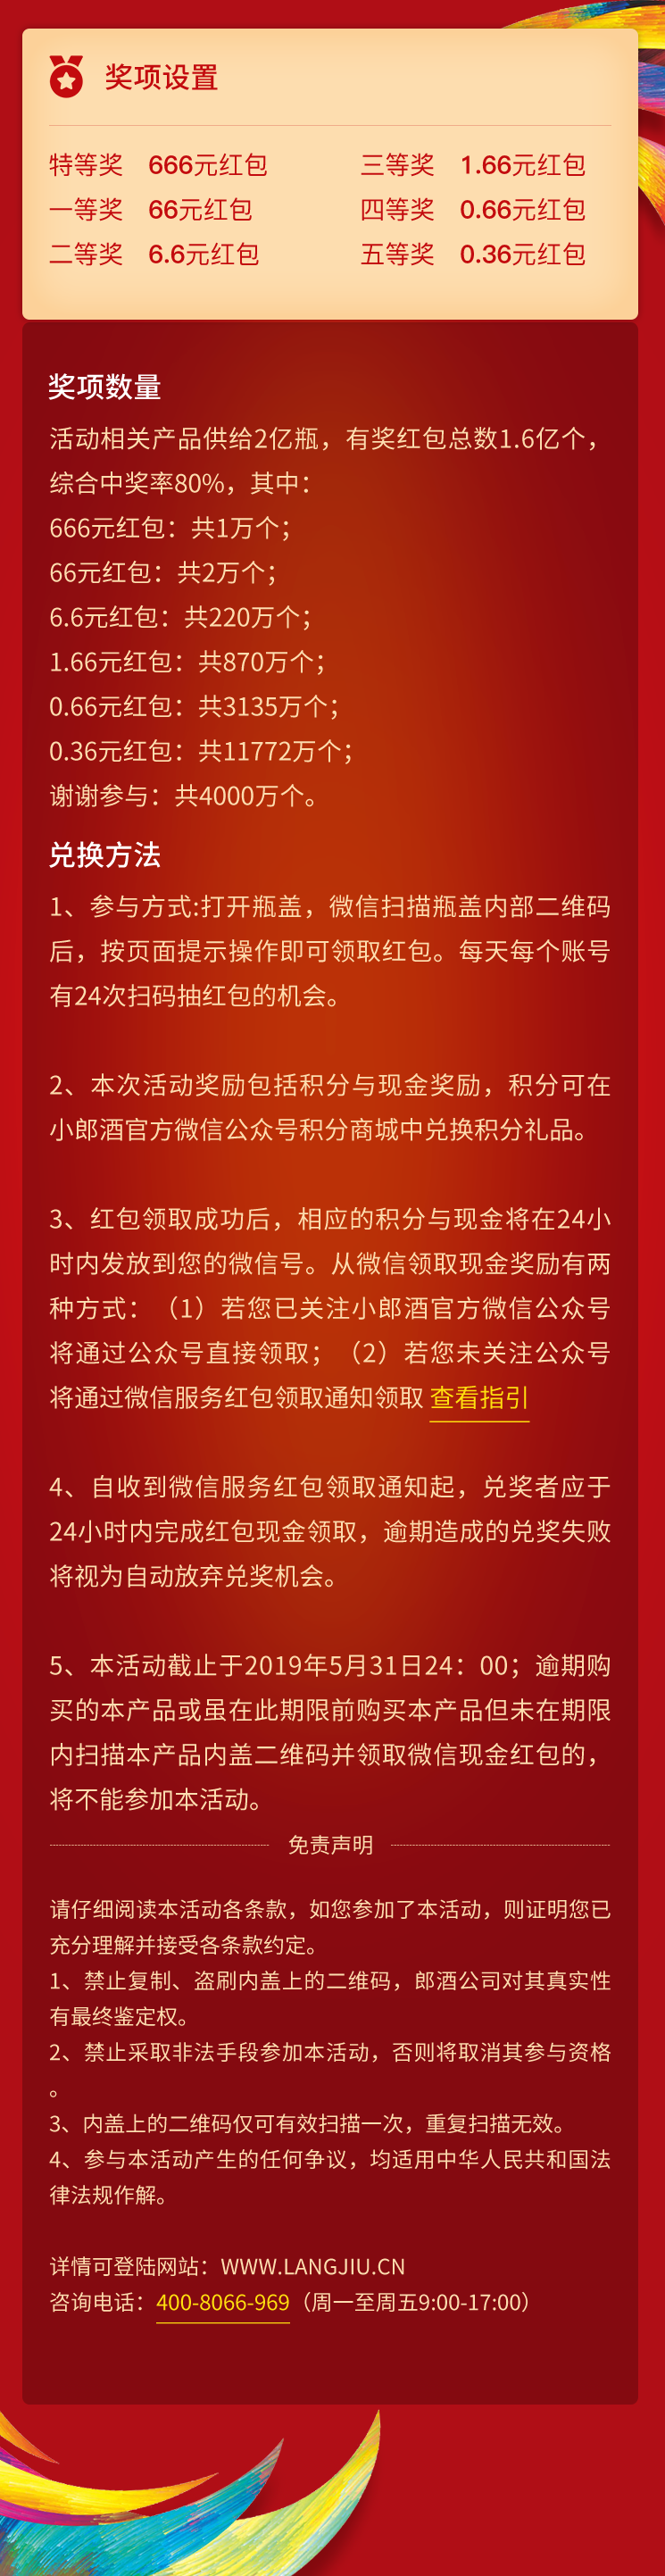 奖项设置
特等奖 666元红包 三等奖 1.66元红包
一等奖 66元红包 四等奖 0.66元红包
二等奖 6.6元红包 五等奖 0.36元红包
奖项数量
活动相关产品供给2亿瓶，有奖红包总数1.6亿个，
综合中奖率80%，其中：
666元红包：共1万个；
66元红包：共2万个；
6.6元红包：共220万个；
1.66元红包：共870万个；
0.66元红包：共3135万个；
0.36元红包：共11772万个；
谢谢参与：共4000万个。
兑换方法
1、参与方式:打开瓶盖，微信扫描瓶盖内部二维码
后，按页面提示操作即可领取红包。每天每个账号
有24次扫码抽红包的机会。
2、本次活动奖励包括积分与现金奖励，积分可在
小郎酒官方微信公众号积分商城中兑换积分礼品。
3、红包领取成功后，相应的积分与现金将在24小
时内发放到您的微信号。从微信领取现金奖励有两
种方式：（1）若您已关注小郎酒官方微信公众号
将通过公众号直接领取；（2）若您未关注公众号
将通过微信服务红包领取通知领取 查看指引
4、自收到微信服务红包领取通知起，兑奖者应于
24小时内完成红包现金领取，逾期造成的兑奖失败
将视为自动放弃兑奖机会。
5、本活动截止于2019年5月31日24：00；逾期购
买的本产品或虽在此期限前购买本产品但未在期限
内扫描本产品内盖二维码并领取微信现金红包的，
将不能参加本活动。
免责声明
请仔细阅读本活动各条款，如您参加了本活动，则证明您已
充分理解并接受各条款约定。
1、禁止复制、盗刷内盖上的二维码，郎酒公司对其真实性
有最终鉴定权。
2、禁止采取非法手段参加本活动，否则将取消其参与资格
。
3、内盖上的二维码仅可有效扫描一次，重复扫描无效。
4、参与本活动产生的任何争议，均适用中华人民共和国法
律法规作解。
详情可登陆网站：WWW.LANGJIU.CN
咨询电话：400-8066-969（周一至周五9:00-17:00）